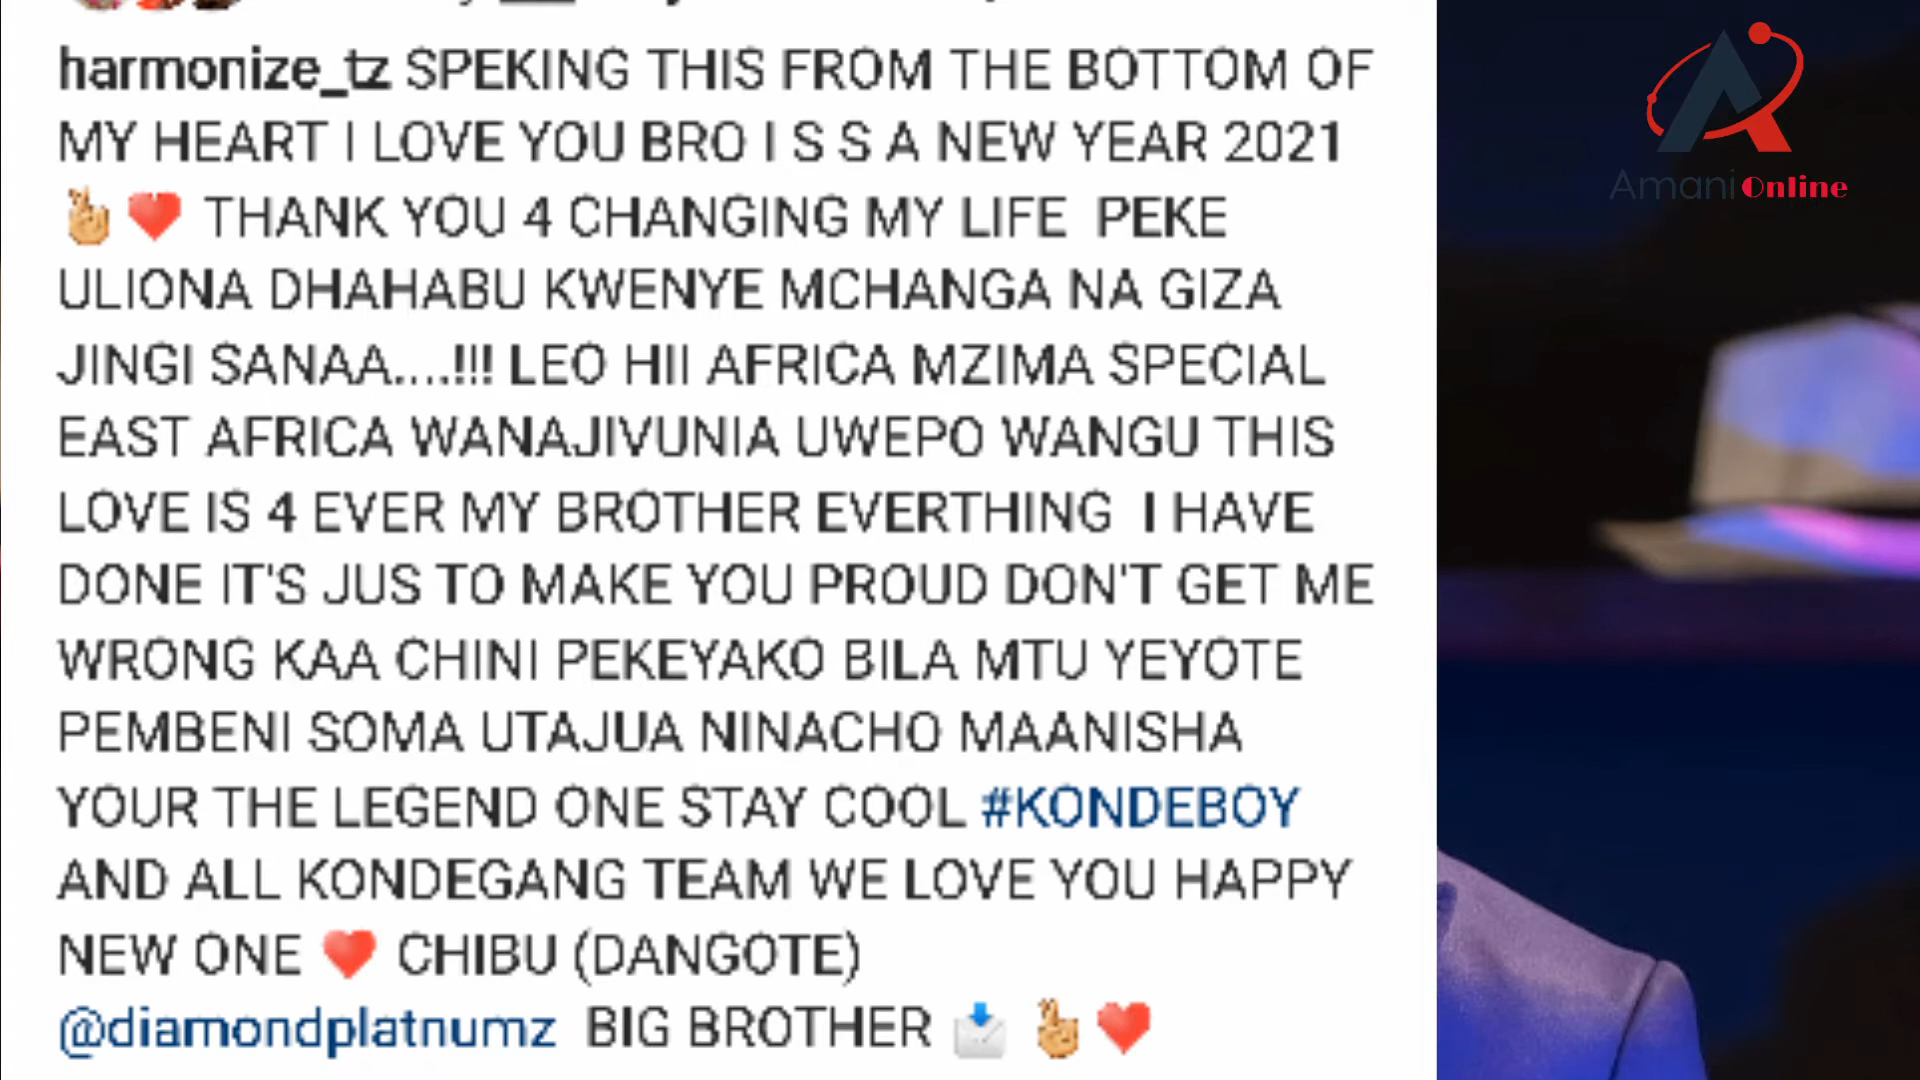 harmonize_tz SPEKING THIS FROM THE BOTTOM OF
MY HEART I LOVE YOU BRO I S S A NEW YEAR 2021
🤞❤️ THANK YOU 4 CHANGING MY LIFE PEKE
ULIONA DHAHABU KWENYE MCHANGA NA GIZA
JINGI SANAA....!!! LEO HII AFRICA MZIMA SPECIAL
EAST AFRICA WANAJIVUNIA UWEPO WANGU THIS
LOVE IS 4 EVER MY BROTHER EVERTHING I HAVE
DONE IT'S JUS TO MAKE YOU PROUD DON'T GET ME
WRONG KAA CHINI PEKEYAKO BILA MTU YEYOTE
PEMBENI SOMA UTAJUA NINACHO MAANISHA
YOUR THE LEGEND ONE STAY COOL #KONDEBOY
AND ALL KONDEGANG TEAM WE LOVE YOU HAPPY
NEW ONE ❤️ CHIBU (DANGOTE)
@diamondplatnumz BIG BROTHER 📩 🤞❤️
Amani Online